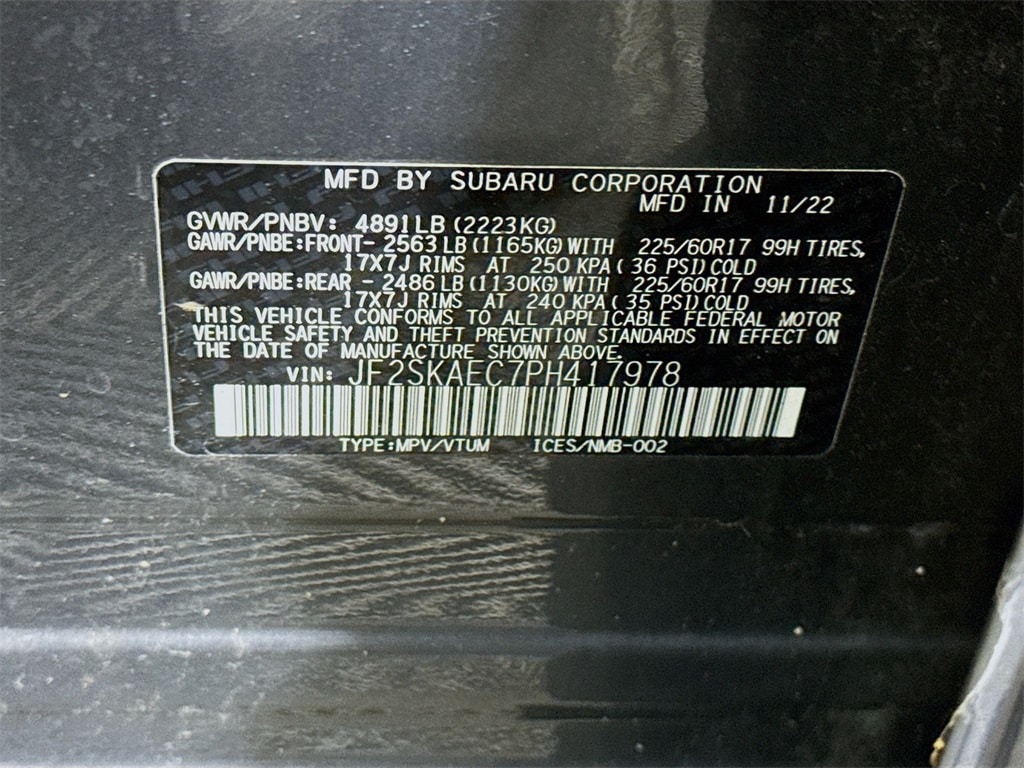 MFD BY SUBARU CORPORATION
MFD IN 11/22
GVWR/PNBV: 4891LB (2223KG)
GAWR/PNBE:FRONT- 2563 LB (1165KG) WITH 225/60R17 99H TIRES,
17X7J RIMS AT 250 KPA ( 36 PSI) COLD
GAWR/PNBE:REAR - 2486 LB (1130KG) WITH 225/60R17 99H TIRES,
17X7J RIMS AT 240 KPA ( 35 PSI) COLD
THIS VEHICLE CONFORMS TO ALL APPLICABLE FEDERAL MOTOR
VEHICLE SAFETY AND THEFT PREVENTION STANDARDS IN EFFECT ON
THE DATE OF MANUFACTURE SHOWN ABOVE.
VIN: JF2SKAEC7PH417978
TYPE:MPV/VTUM ICES/NMB-002